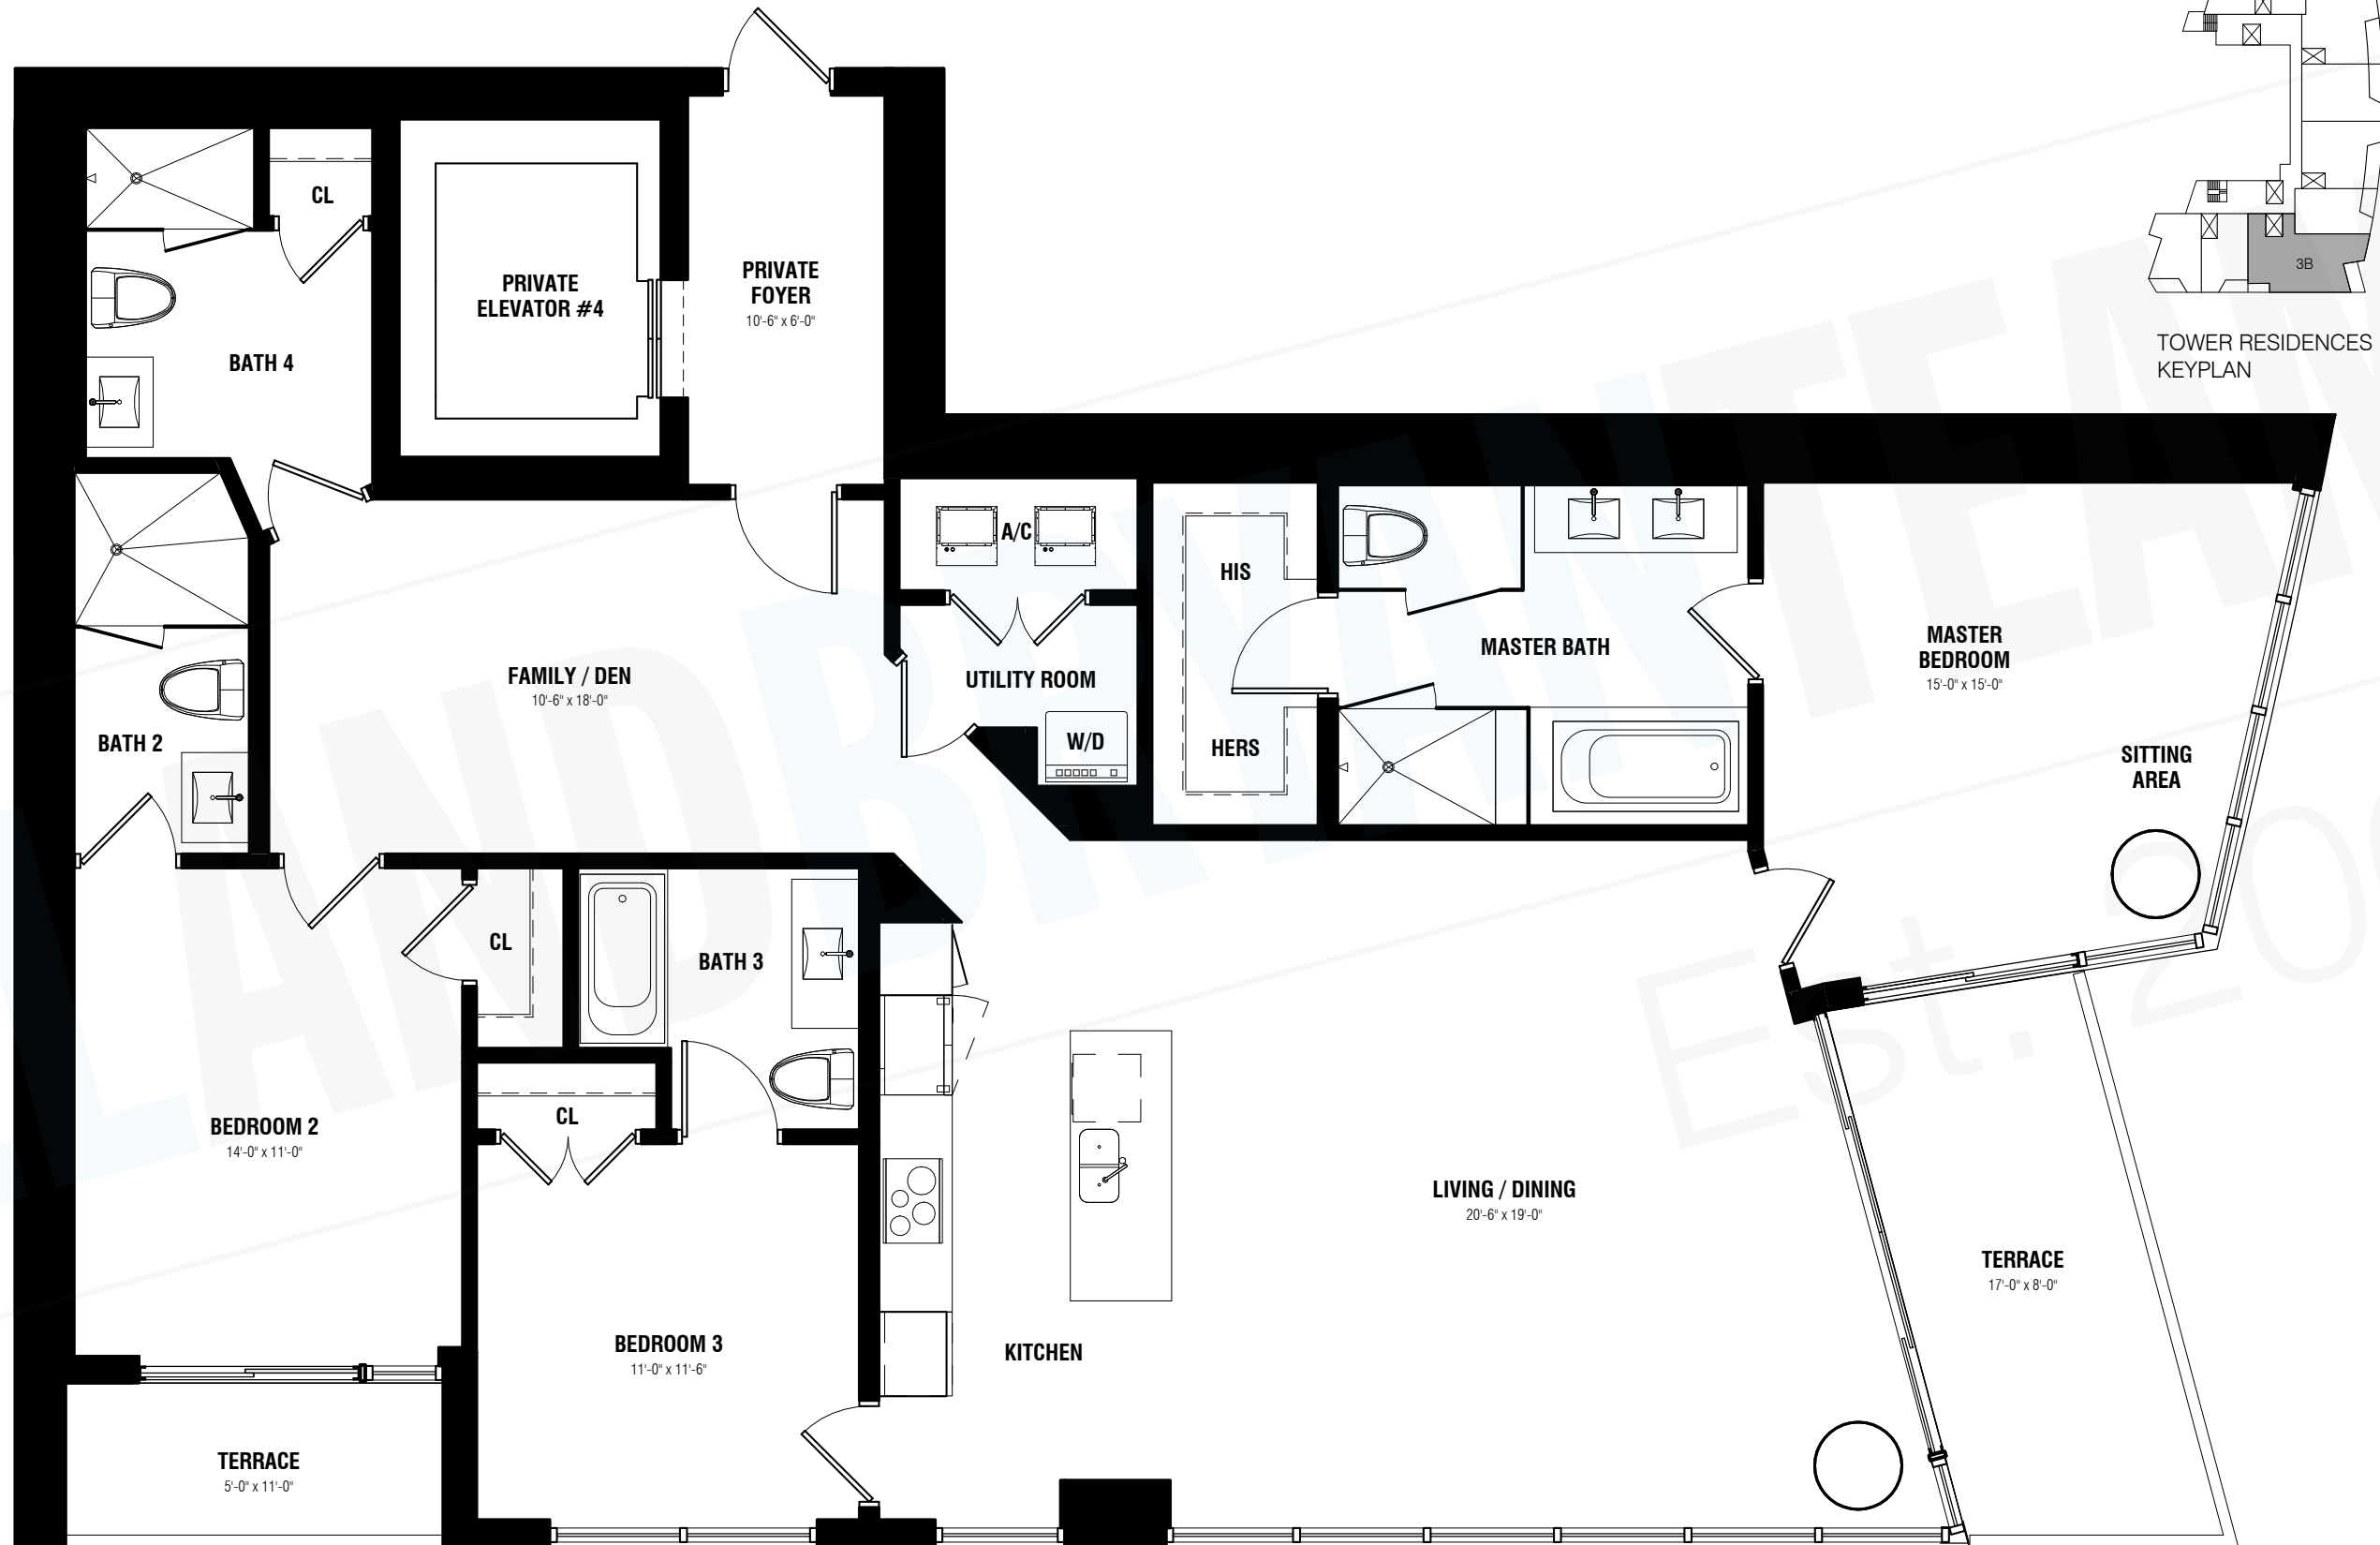 CL
PRIVATE
ELEVATOR #4
PRIVATE
FOYER
10'-6" x 6'-0"
3B
TOWER RESIDENCES
KEYPLAN
BATH 4
A/C
HIS
MASTER BATH
MASTER
BEDROOM
15'-0" x 15'-0"
FAMILY / DEN
10'-6" x 18'-0"
UTILITY ROOM
W/D
HERS
SITTING
AREA
BATH 2
CL
BATH 3
CL
BEDROOM 2
14'-0" x 11'-0"
LIVING / DINING
20'-6" x 19'-0"
TERRACE
17'-0" x 8'-0"
BEDROOM 3
11'-0" x 11'-6"
KITCHEN
TERRACE
5'-0" x 11'-0"
ANDBRYANTEAM
Est. 20